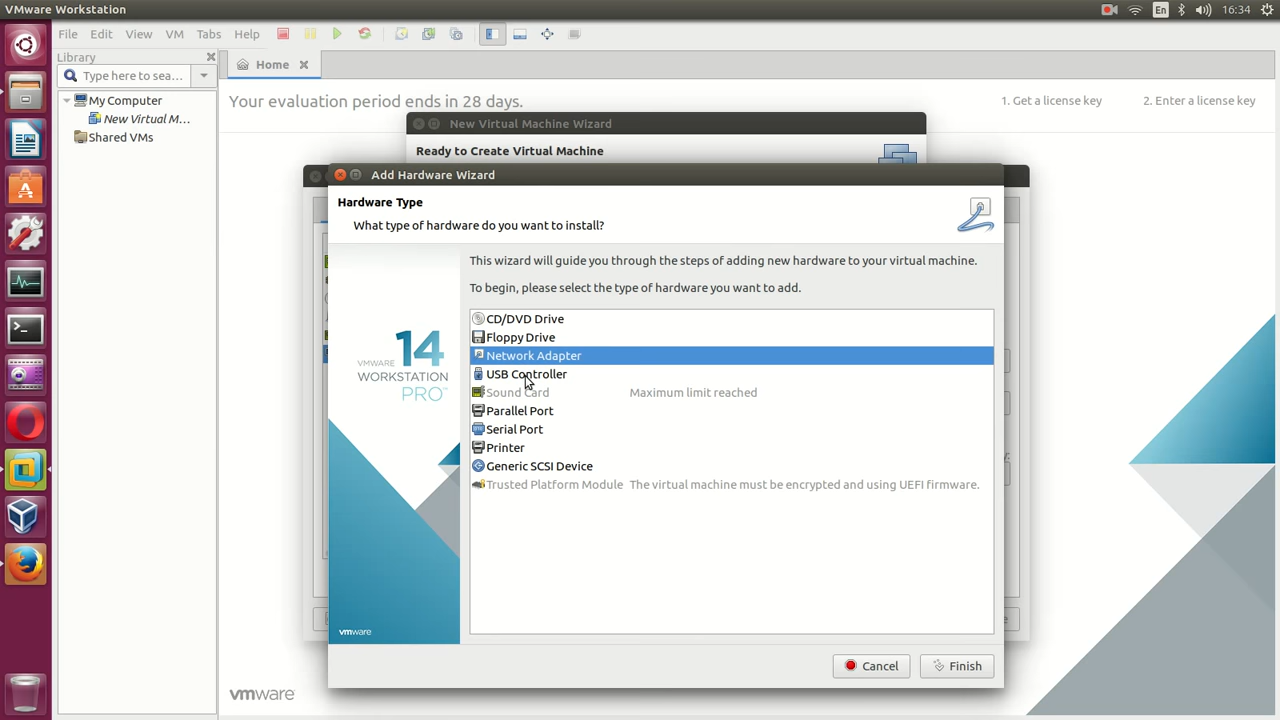 VMware Workstation
En
16:34
File Edit View VM Tabs Help
Library
Type here to sea...
My Computer
New Virtual M...
Shared VMs
Home
Your evaluation period ends in 28 days.
1. Get a license key
2. Enter a license key
New Virtual Machine Wizard
Ready to Create Virtual Machine
Add Hardware Wizard
Hardware Type
What type of hardware do you want to install?
This wizard will guide you through the steps of adding new hardware to your virtual machine.
To begin, please select the type of hardware you want to add.
CD/DVD Drive
Floppy Drive
Network Adapter
USB Controller
Sound Card Maximum limit reached
Parallel Port
Serial Port
Printer
Generic SCSI Device
Trusted Platform Module The virtual machine must be encrypted and using UEFI firmware.
14
VMWARE
WORKSTATION
PRO™
vmware
Cancel
Finish
vmware